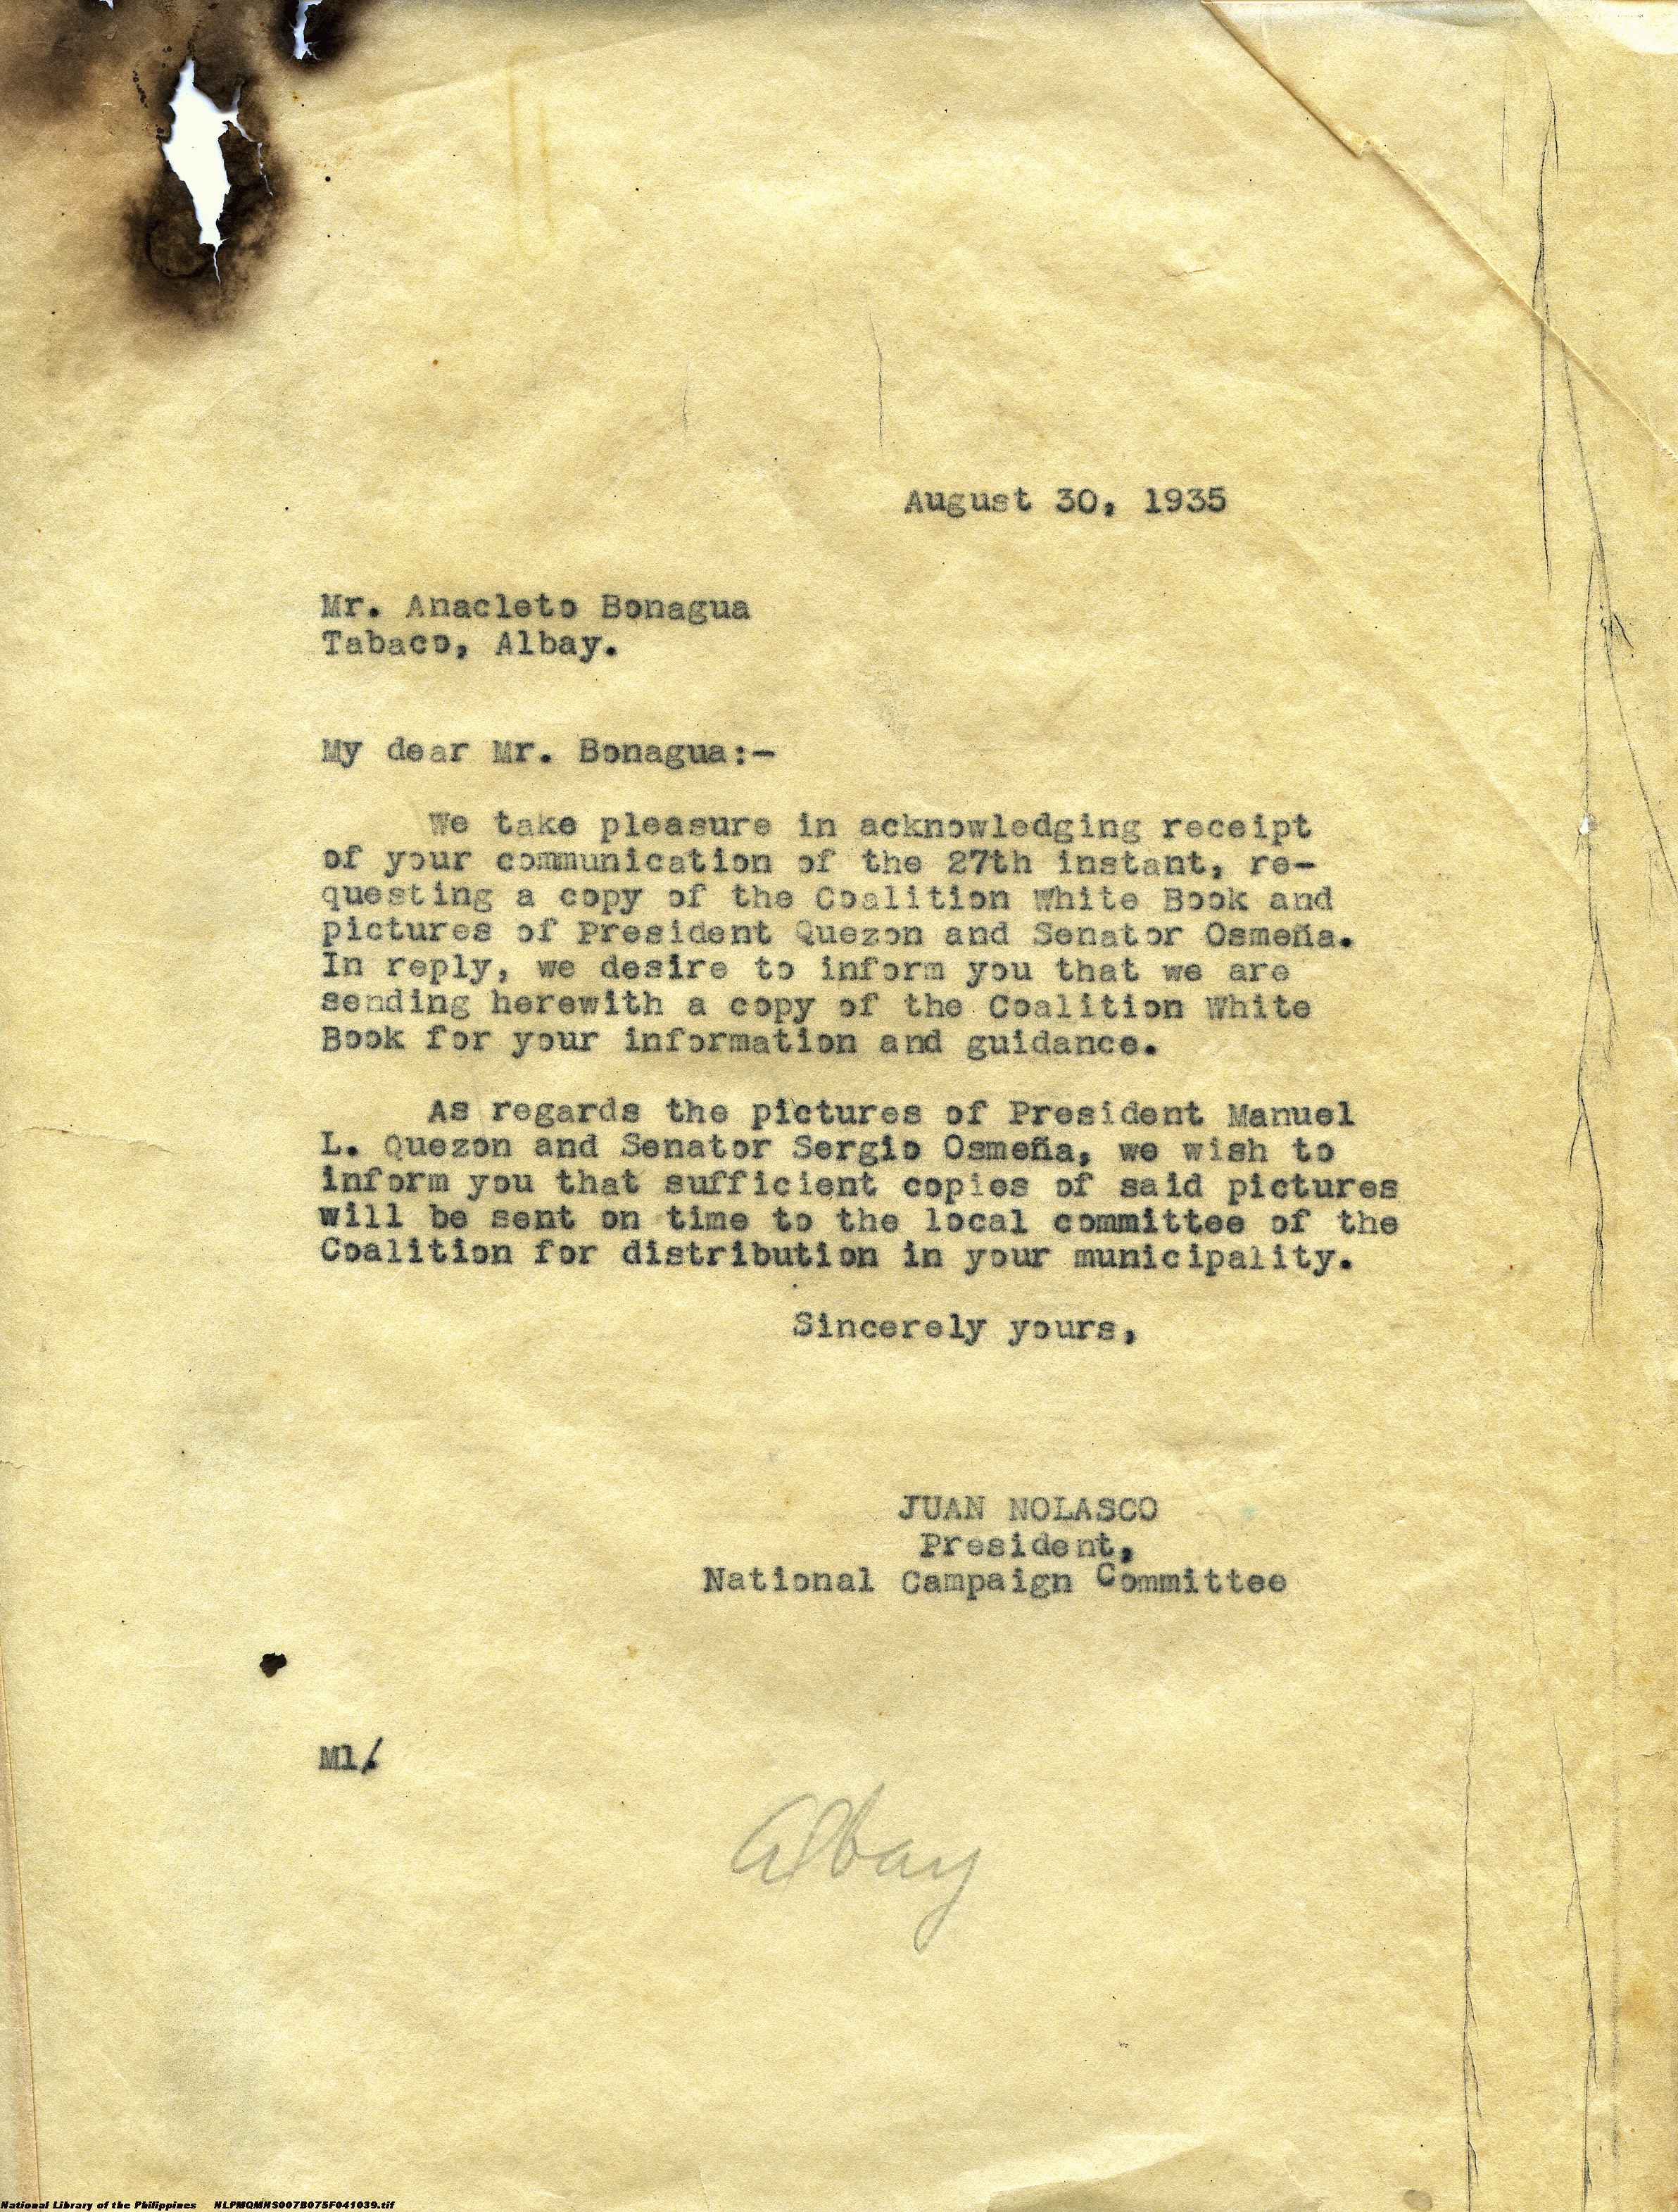 August 30, 1935
Mr. Anacleto Bonagua
Tabaco, Albay.
My dear Mr. Bonagua:-
We take pleasure in acknowledging receipt
of your communication of the 27th instant, re-
questing a copy of the Coalition White Book and
pictures of President Quezon and Senator Osmeña.
In reply, we desire to inform you that we are
sending herewith a copy of the Coalition White
Book for your information and guidance.
As regards the pictures of President Manuel
L. Quezon and Senator Sergio Osmeña, we wish to
inform you that sufficient copies of said pictures
will be sent on time to the local committee of the
Coalition for distribution in your municipality.
Sincerely yours,
JUAN NOLASCO
President,
National Campaign Committee
Ml/.
Albay
National Library of the Philippines NLPMQMNS007B075F041039.tif